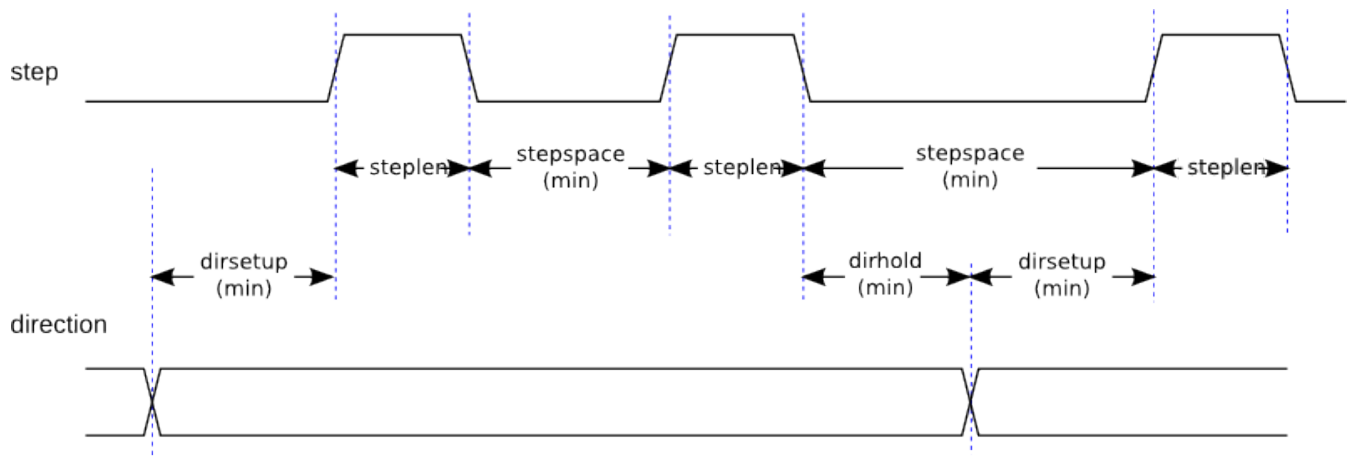 step
steplen
stepspace
(min)
steplen
stepspace
(min)
steplen
dirsetup
(min)
dirhold
(min)
dirsetup
(min)
direction